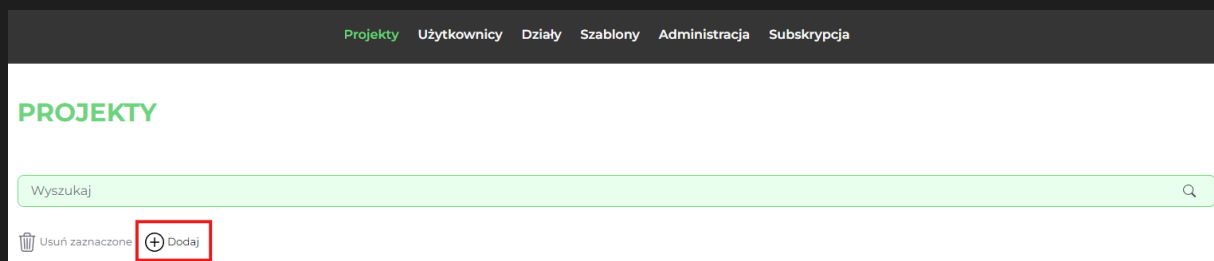 Projekty Użytkownicy Działy Szablony Administracja Subskrypcja
PROJEKTY
Wyszukaj
Usuń zaznaczone Dodaj